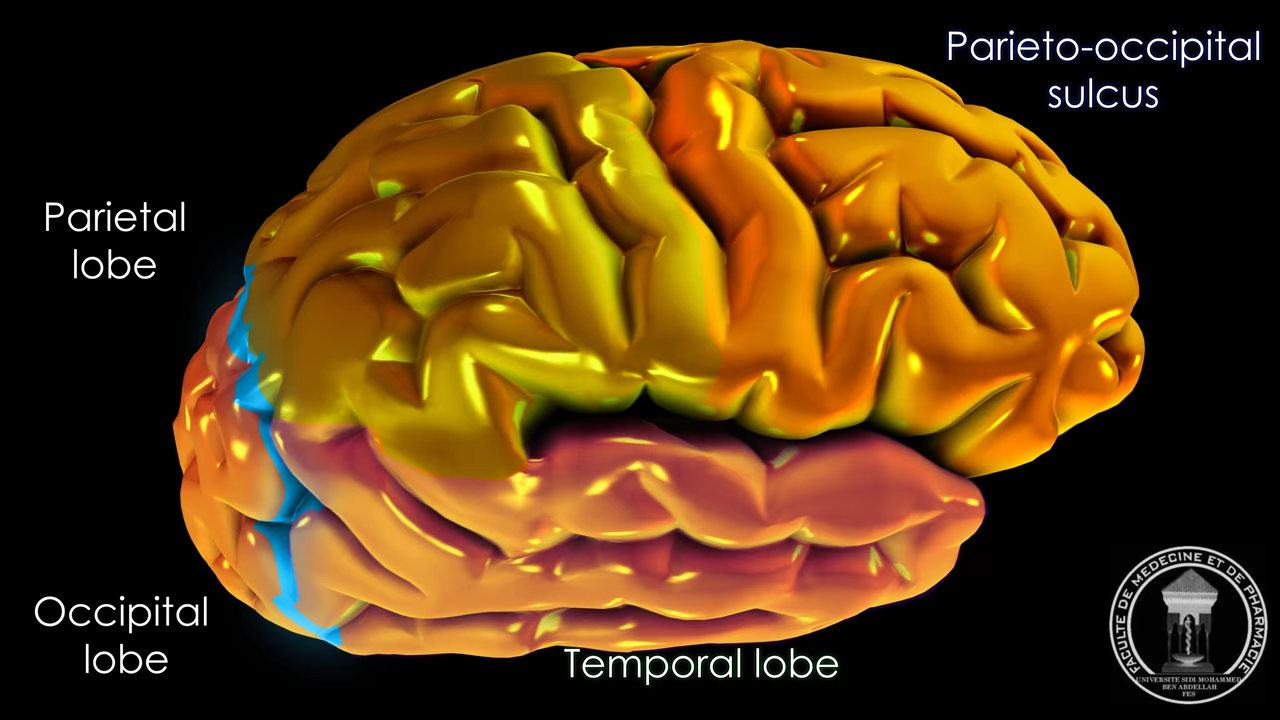 Parieto-occipital
sulcus
Parietal
lobe
Occipital
lobe
Temporal lobe
FACULTE DE MEDECINE ET DE PHARMACIE
UNIVERSITE SIDI MOHAMMED
BEN ABDELLAH
FES